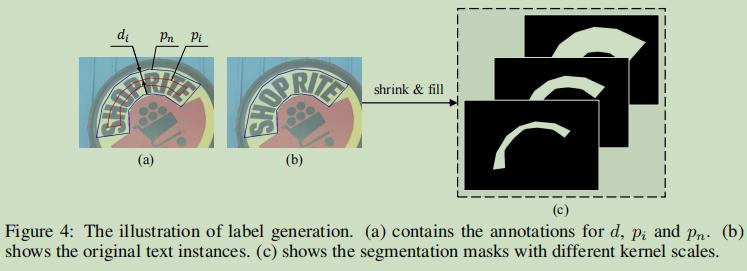 d_i p_n p_i
SHOPRITE SHOPRITE
shrink & fill
(a) (b)
(c)
Figure 4: The illustration of label generation. (a) contains the annotations for d, p_i and p_n. (b)
shows the original text instances. (c) shows the segmentation masks with different kernel scales.